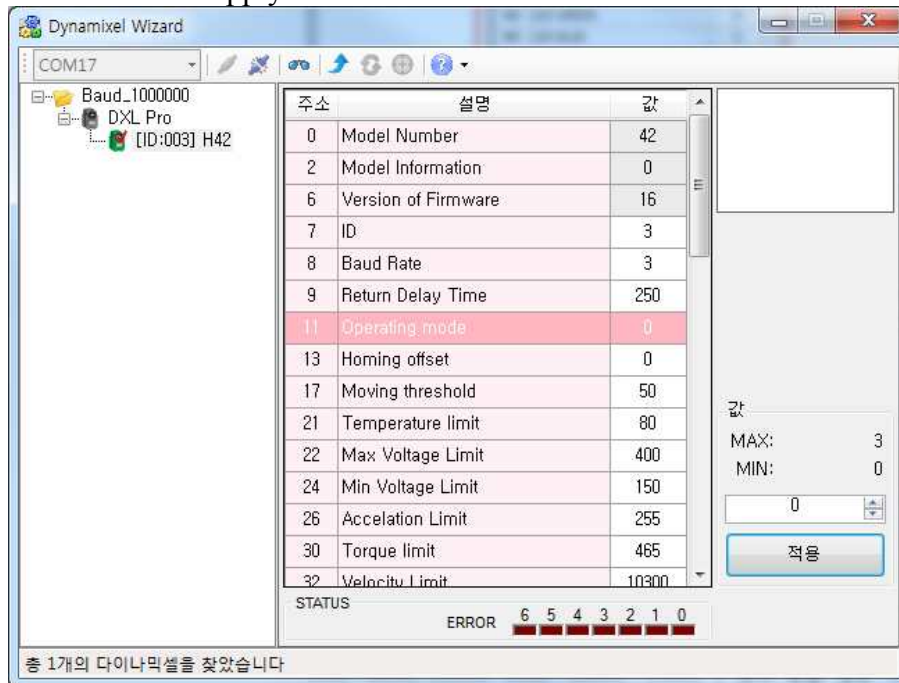 pply
Dynamixel Wizard
COM17
Baud_1000000
DXL Pro
[ID:003] H42
주소 설명 값
0 Model Number 42
2 Model Information 0
6 Version of Firmware 16
7 ID 3
8 Baud Rate 3
9 Return Delay Time 250
11 Operating mode 0
13 Homing offset 0
17 Moving threshold 50
21 Temperature limit 80
22 Max Voltage Limit 400
24 Min Voltage Limit 150
26 Accelation Limit 255
30 Torque limit 465
32 Velocity Limit 10300
값
MAX: 3
MIN: 0
0
적용
STATUS
ERROR 6 5 4 3 2 1 0
총 1개의 다이나믹셀을 찾았습니다